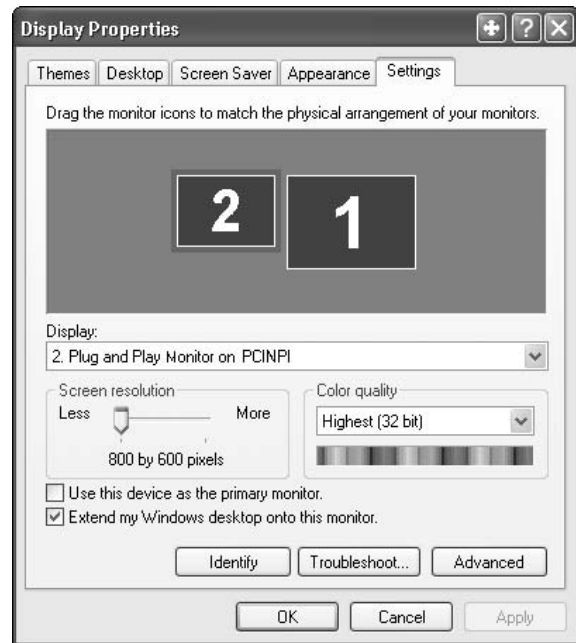 Display Properties
Themes Desktop Screen Saver Appearance Settings
Drag the monitor icons to match the physical arrangement of your monitors.
2 1
Display:
2. Plug and Play Monitor on PCINPI
Screen resolution
Less More
800 by 600 pixels
Color quality
Highest (32 bit)
Use this device as the primary monitor.
Extend my Windows desktop onto this monitor.
Identify Troubleshoot... Advanced
OK Cancel Apply